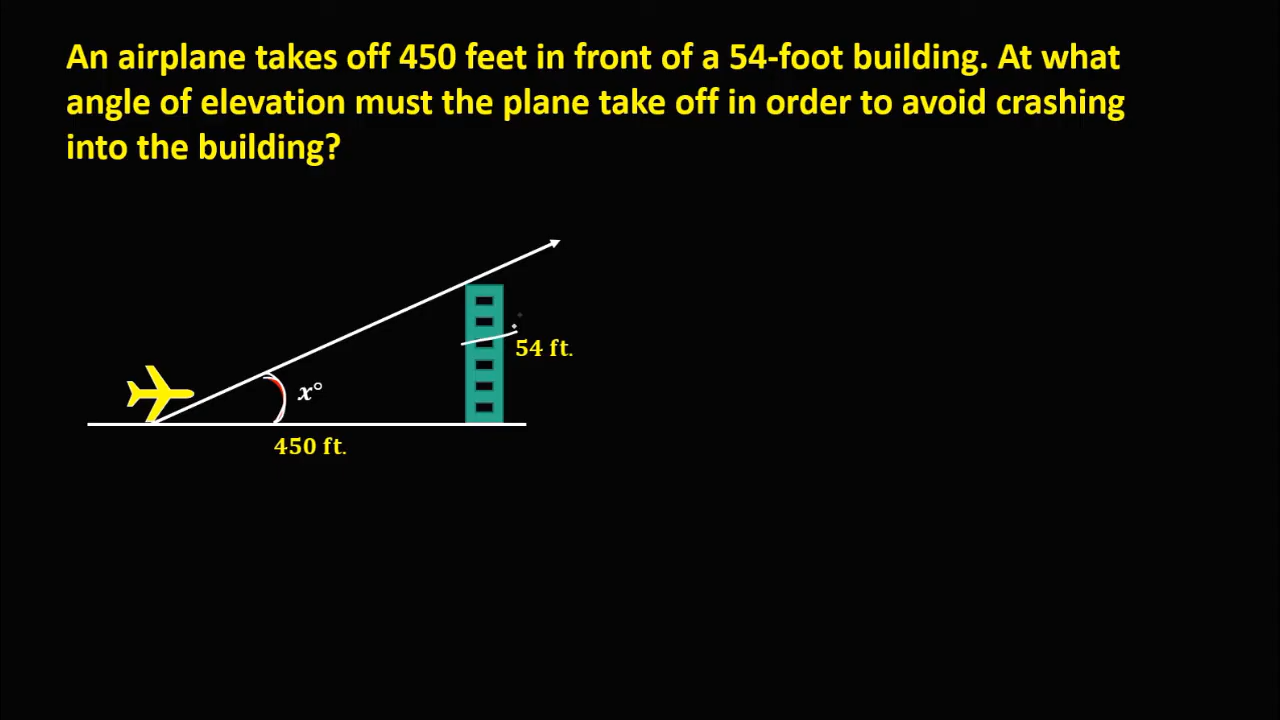 An airplane takes off 450 feet in front of a 54-foot building. At what
angle of elevation must the plane take off in order to avoid crashing
into the building?
54 ft.
x°
450 ft.